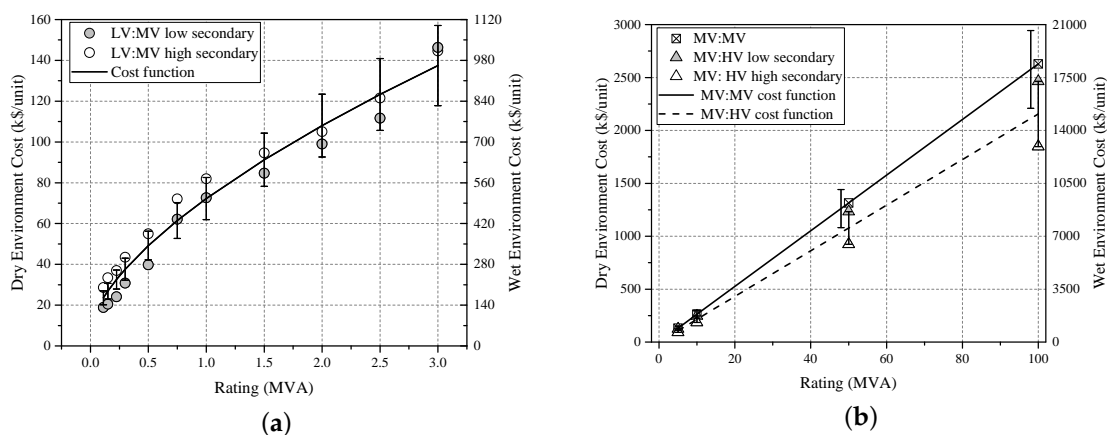 LV:MV low secondary
LV:MV high secondary
Cost function
Dry Environment Cost (k$/unit)
160
140
120
100
80
60
40
20
0
Wet Environment Cost (k$/unit)
1120
980
840
700
560
420
280
140
0
0.0 0.5 1.0 1.5 2.0 2.5 3.0
Rating (MVA)
(a)
MV:MV
MV:HV low secondary
MV: HV high secondary
MV:MV cost function
MV:HV cost function
Dry Environment Cost (k$/unit)
3000
2500
2000
1500
1000
500
0
Wet Environment Cost (k$/unit)
21000
17500
14000
10500
7000
3500
0
0 20 40 60 80 100
Rating (MVA)
(b)